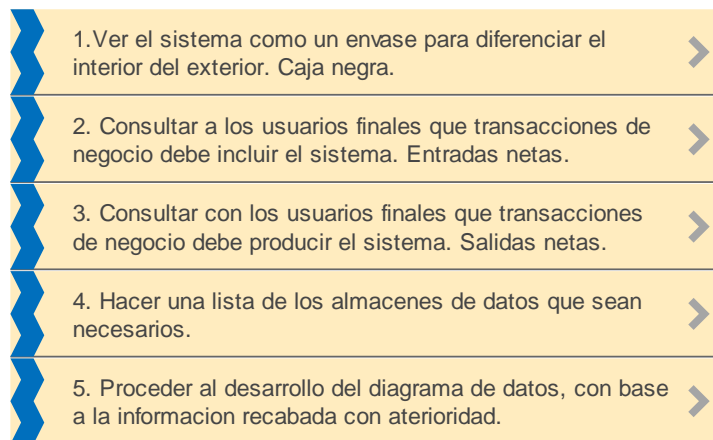 1.Ver el sistema como un envase para diferenciar el
interior del exterior. Caja negra.
2. Consultar a los usuarios finales que transacciones de
negocio debe incluir el sistema. Entradas netas.
3. Consultar con los usuarios finales que transacciones
de negocio debe producir el sistema. Salidas netas.
4. Hacer una lista de los almacenes de datos que sean
necesarios.
5. Proceder al desarrollo del diagrama de datos, con base
a la informacion recabada con aterioridad.